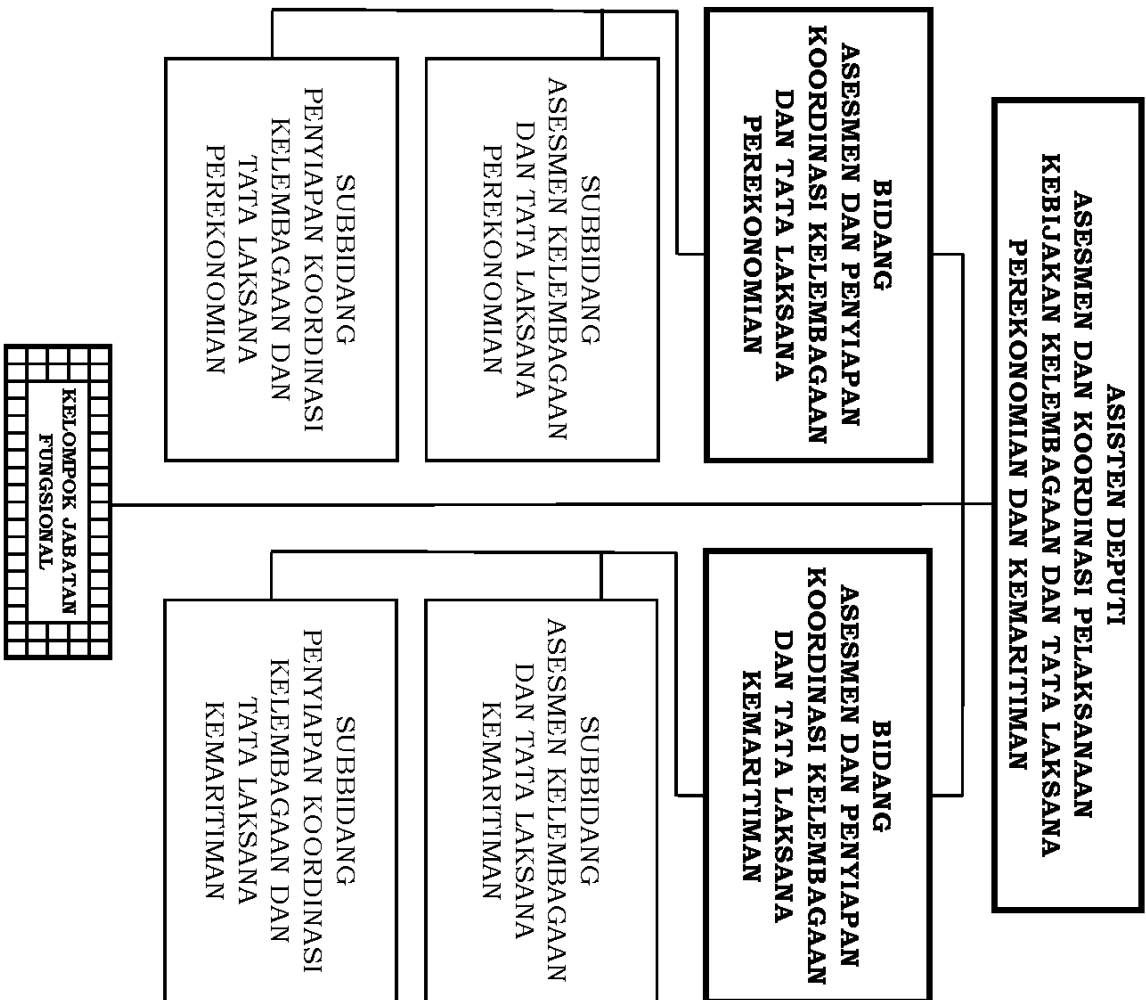 ASISTEN DEPUTI
ASESMEN DAN KOORDINASI PELAKSANAAN
KEBIJAKAN KELEMBAGAAN DAN TATA LAKSANA
PEREKONOMIAN DAN KEMARITIMAN
BIDANG
ASESMEN DAN PENYIAPAN
KOORDINASI KELEMBAGAAN
DAN TATA LAKSANA
PEREKONOMIAN
BIDANG
ASESMEN DAN PENYIAPAN
KOORDINASI KELEMBAGAAN
DAN TATA LAKSANA
KEMARITIMAN
SUBBIDANG
ASESMEN KELEMBAGAAN
DAN TATA LAKSANA
PEREKONOMIAN
SUBBIDANG
ASESMEN KELEMBAGAAN
DAN TATA LAKSANA
KEMARITIMAN
SUBBIDANG
PENYIAPAN KOORDINASI
KELEMBAGAAN DAN
TATA LAKSANA
PEREKONOMIAN
SUBBIDANG
PENYIAPAN KOORDINASI
KELEMBAGAAN DAN
TATA LAKSANA
KEMARITIMAN
KELOMPOK JABATAN
FUNGSIONAL